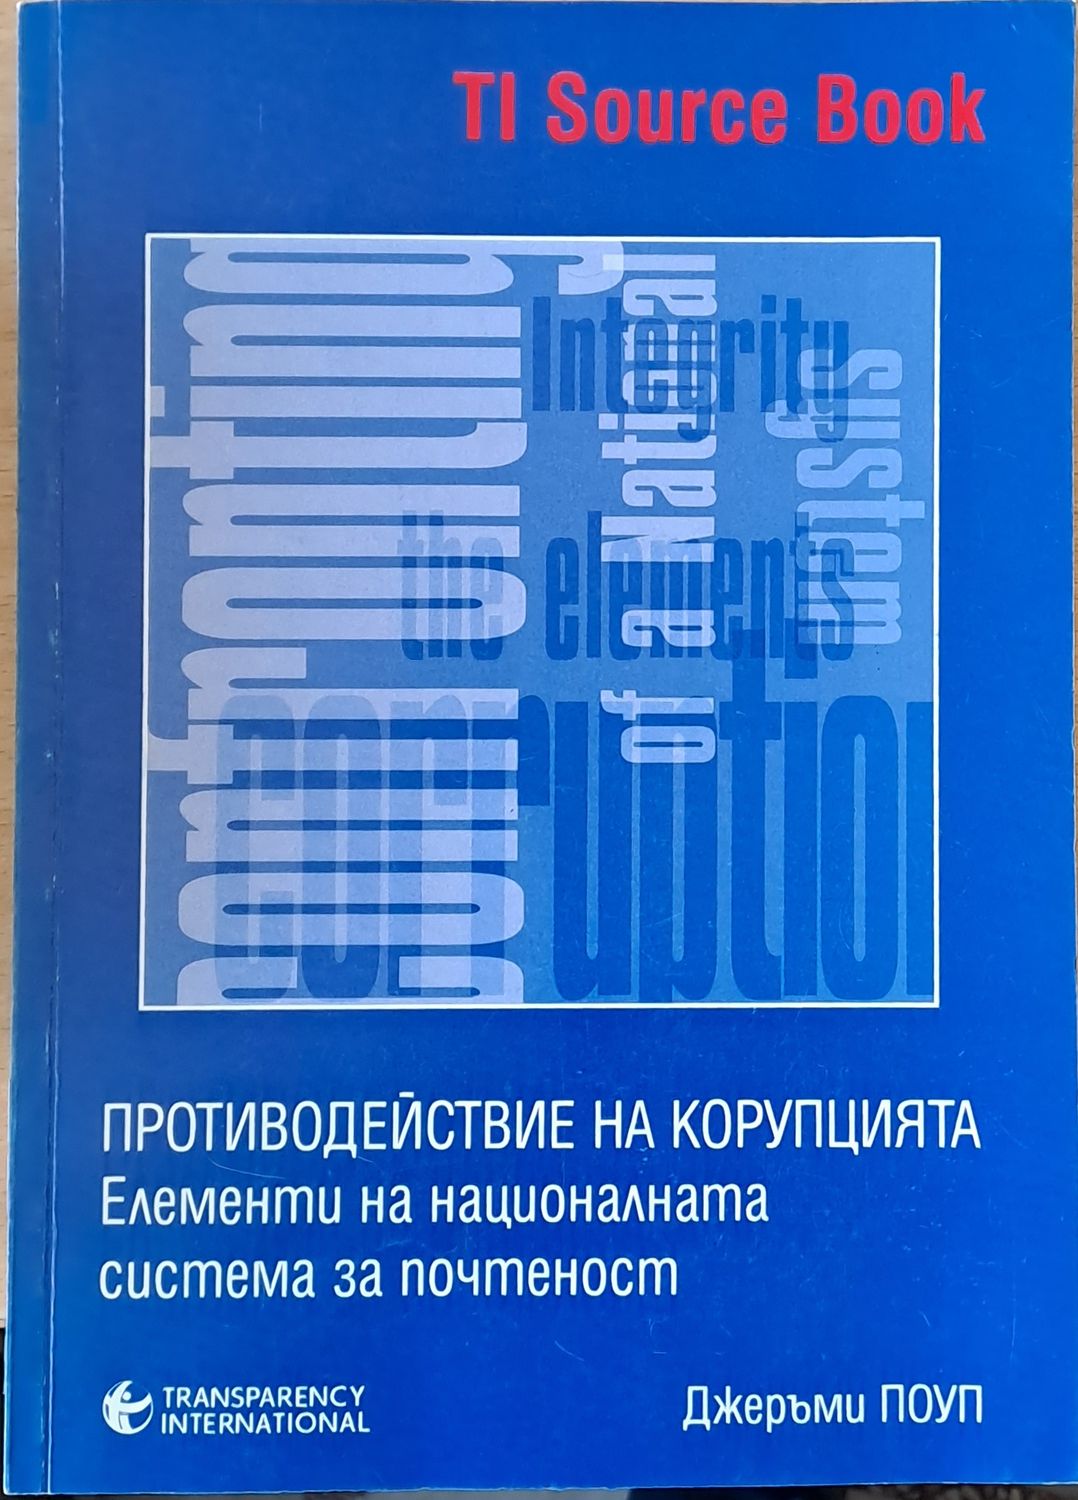 TI Source Book
Confronting
corruption
the elements
of a National
Integrity
system
ПРОТИВОДЕЙСТВИЕ НА КОРУПЦИЯТА
Елементи на националната
система за почтеност
TRANSPARENCY
INTERNATIONAL
Джеръми ПОУП